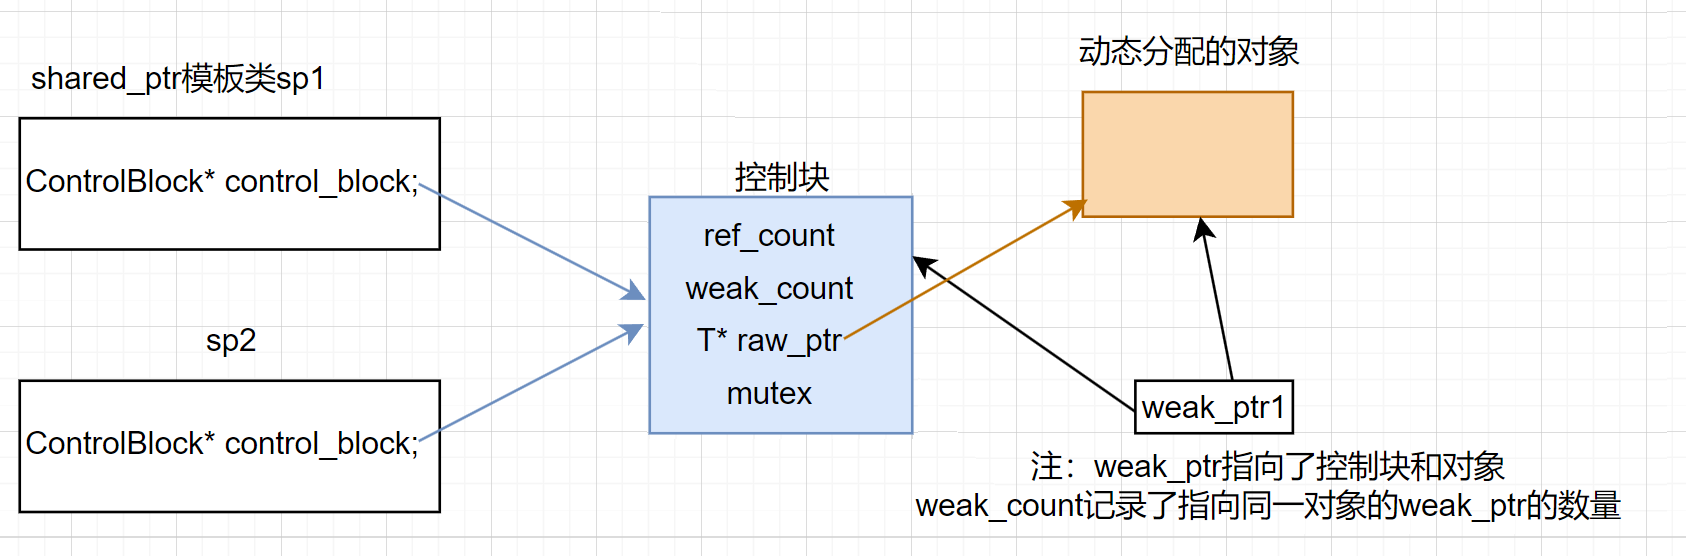 shared_ptr模板类sp1
ControlBlock* control_block;
sp2
ControlBlock* control_block;
控制块
ref_count
weak_count
T* raw_ptr
mutex
动态分配的对象
weak_ptr1
注：weak_ptr指向了控制块和对象
weak_count记录了指向同一对象的weak_ptr的数量